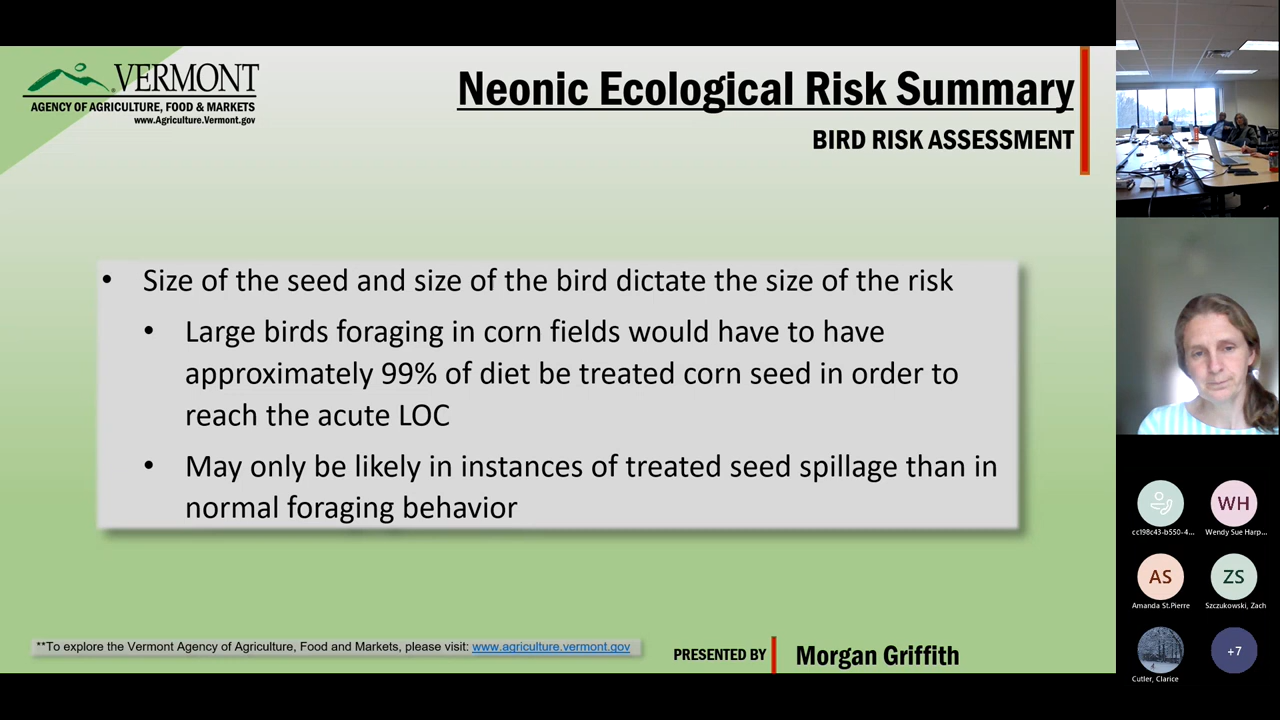 VERMONT
AGENCY OF AGRICULTURE, FOOD & MARKETS
www.Agriculture.Vermont.gov
Neonic Ecological Risk Summary
BIRD RISK ASSESSMENT
• Size of the seed and size of the bird dictate the size of the risk
• Large birds foraging in corn fields would have to have
approximately 99% of diet be treated corn seed in order to
reach the acute LOC
• May only be likely in instances of treated seed spillage than in
normal foraging behavior
**To explore the Vermont Agency of Agriculture, Food and Markets, please visit: www.agriculture.vermont.gov
PRESENTED BY
Morgan Griffith
WH
cc198c43-b550-4...
Wendy Sue Harp...
AS
ZS
Amanda St.Pierre
Szczukowski, Zach
+7
Cutler, Clarice